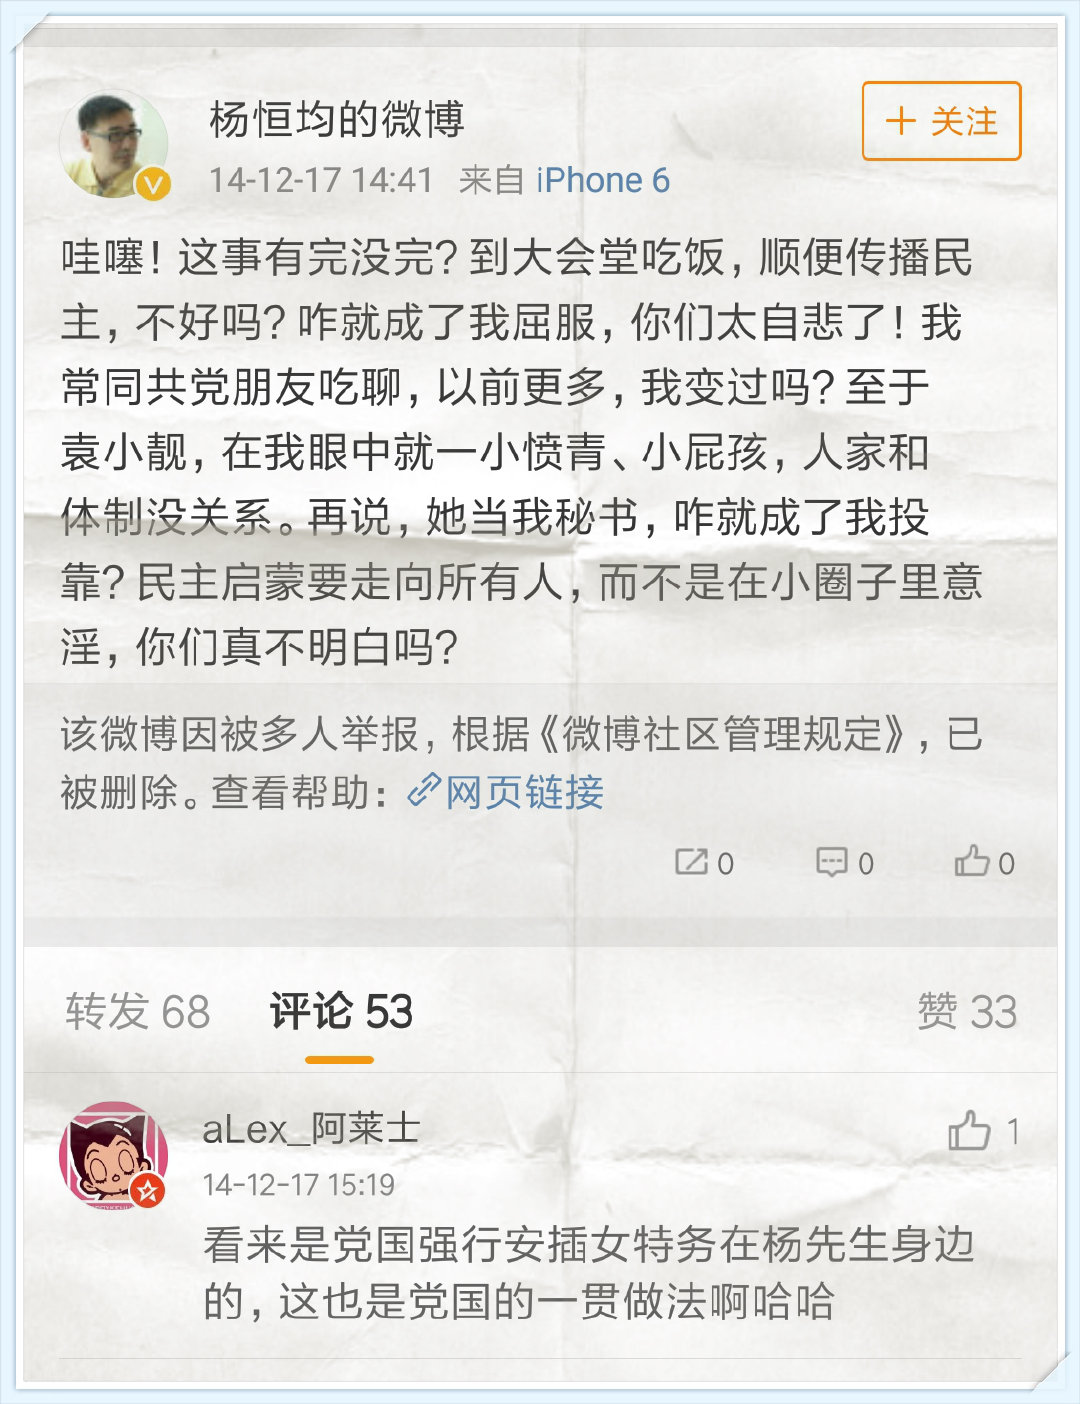 杨恒均的微博
+ 关注
14-12-17 14:41 来自 iPhone 6
哇噻！这事有完没完？到大会堂吃饭，顺便传播民
主，不好吗？咋就成了我屈服，你们太自悲了！我
常同共党朋友吃聊，以前更多，我变过吗？至于
袁小靓，在我眼中就一小愤青、小屁孩，人家和
体制没关系。再说，她当我秘书，咋就成了我投
靠？民主启蒙要走向所有人，而不是在小圈子里意
淫，你们真不明白吗？
该微博因被多人举报，根据《微博社区管理规定》，已
被删除。查看帮助：网页链接
0 0 0
转发 68 评论 53 赞 33
aLex_阿莱士 1
14-12-17 15:19
看来是党国强行安插女特务在杨先生身边
的，这也是党国的一贯做法啊哈哈